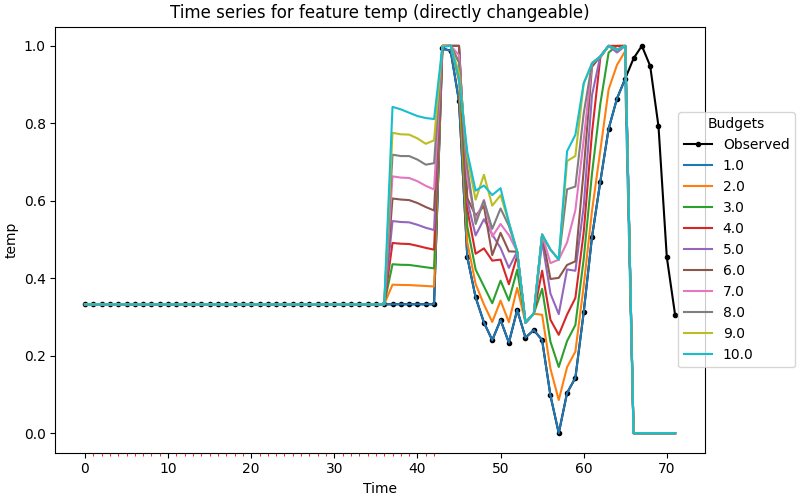 Time series for feature temp (directly changeable)
temp
1.0
0.8
0.6
0.4
0.2
0.0
0 10 20 30 40 50 60 70
Time
Budgets
Observed
1.0
2.0
3.0
4.0
5.0
6.0
7.0
8.0
9.0
10.0